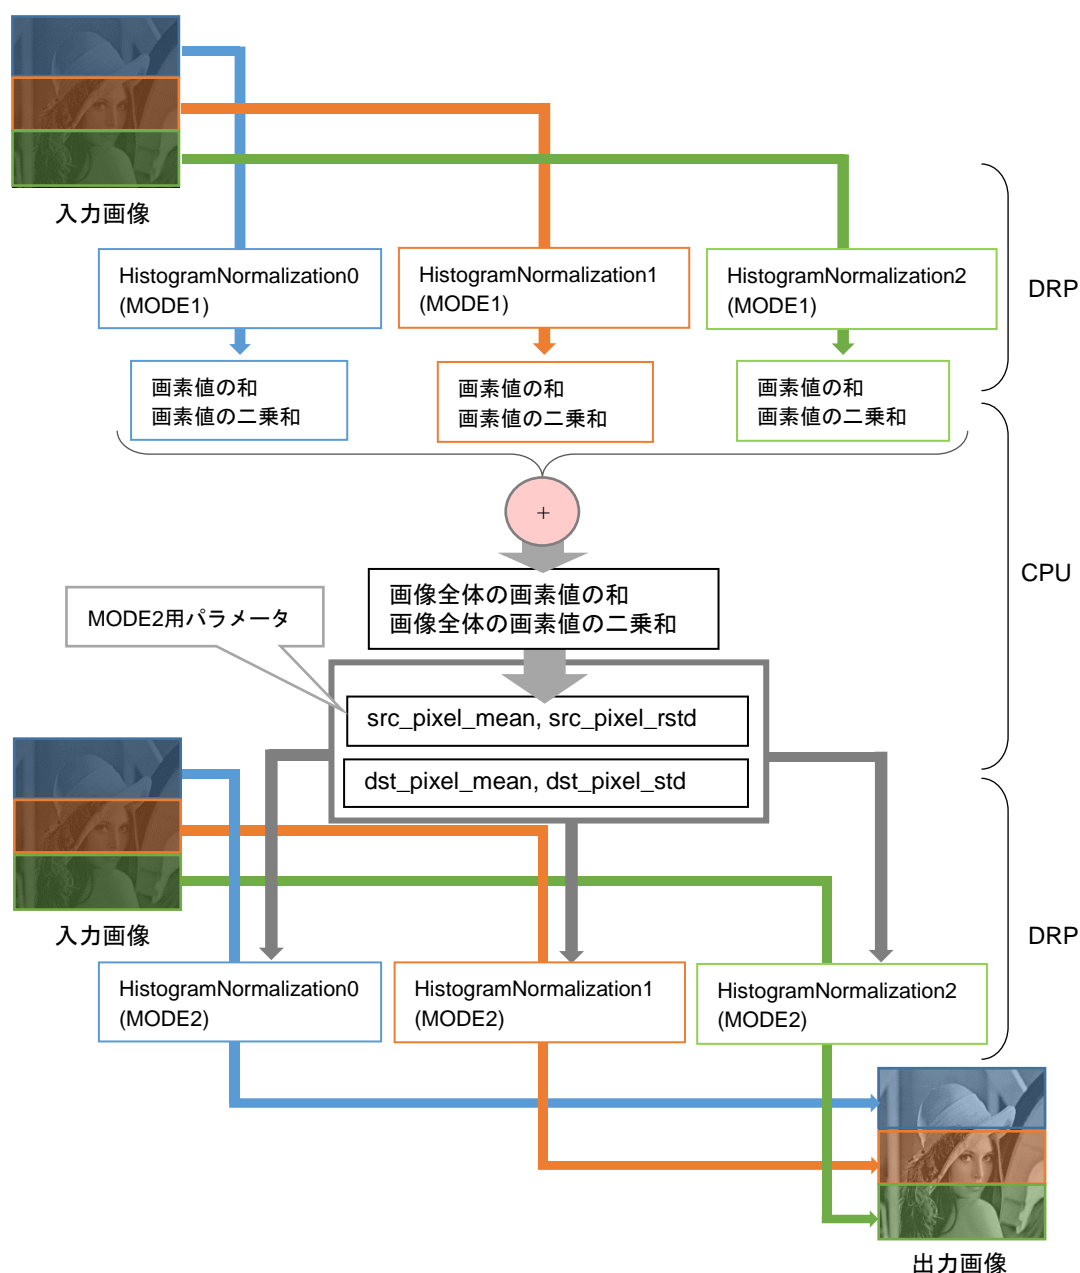 入力画像
HistogramNormalization0
(MODE1)
HistogramNormalization1
(MODE1)
HistogramNormalization2
(MODE1)
DRP
画素値の和
画素値の二乗和
画素値の和
画素値の二乗和
画素値の和
画素値の二乗和
+
CPU
画像全体の画素値の和
画像全体の画素値の二乗和
MODE2用パラメータ
src_pixel_mean, src_pixel_rstd
dst_pixel_mean, dst_pixel_std
入力画像
DRP
HistogramNormalization0
(MODE2)
HistogramNormalization1
(MODE2)
HistogramNormalization2
(MODE2)
出力画像